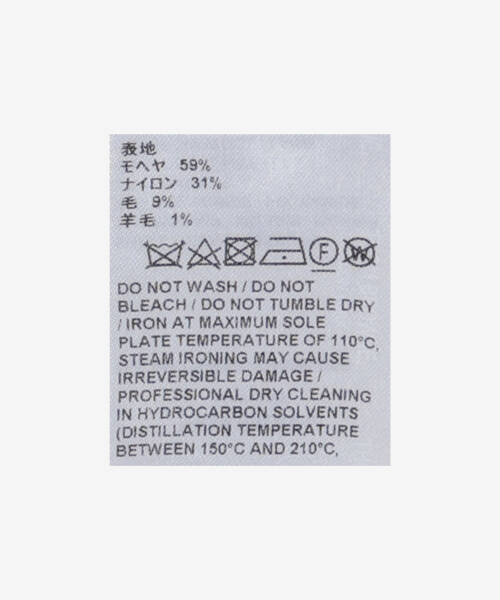 表地
モヘヤ 59%
ナイロン 31%
毛 9%
羊毛 1%
F W
DO NOT WASH / DO NOT
BLEACH / DO NOT TUMBLE DRY
/ IRON AT MAXIMUM SOLE
PLATE TEMPERATURE OF 110°C,
STEAM IRONING MAY CAUSE
IRREVERSIBLE DAMAGE /
PROFESSIONAL DRY CLEANING
IN HYDROCARBON SOLVENTS
(DISTILLATION TEMPERATURE
BETWEEN 150°C AND 210°C,